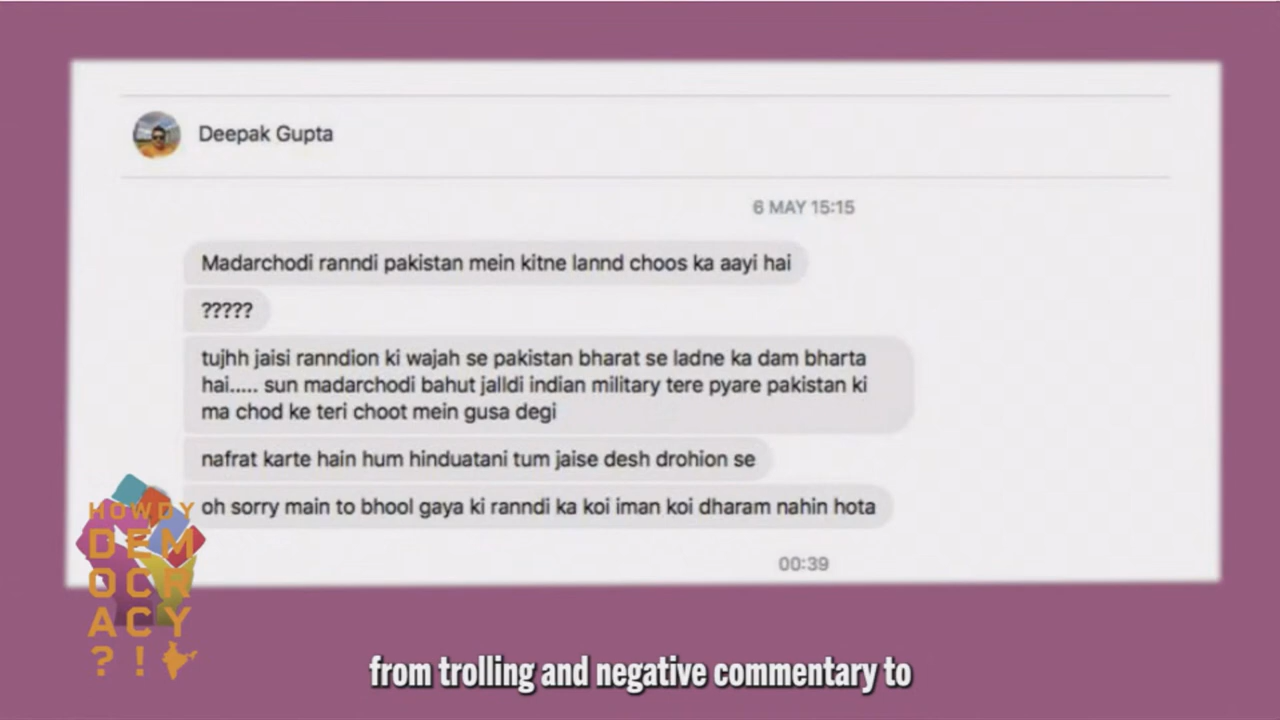 Deepak Gupta
6 MAY 15:15
Madarchodi ranndi pakistan mein kitne lannd choos ka aayi hai
?????
tujhh jaisi ranndion ki wajah se pakistan bharat se ladne ka dam bharta
hai..... sun madarchodi bahut jalldi indian military tere pyare pakistan ki
ma chod ke teri choot mein gusa degi
nafrat karte hain hum hinduatani tum jaise desh drohion se
oh sorry main to bhool gaya ki ranndi ka koi iman koi dharam nahin hota
00:39
HOWDY
DEM
OCR
ACY
?!
from trolling and negative commentary to